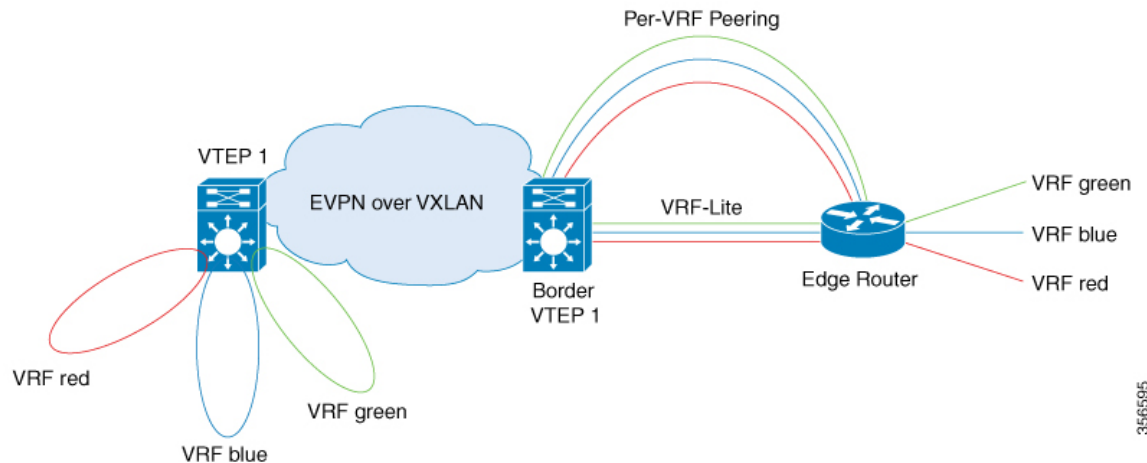 Per-VRF Peering
VTEP 1
EVPN over VXLAN
VRF-Lite
VRF green
VRF blue
VRF red
Edge Router
Border
VTEP 1
VRF red
VRF green
VRF blue
356595